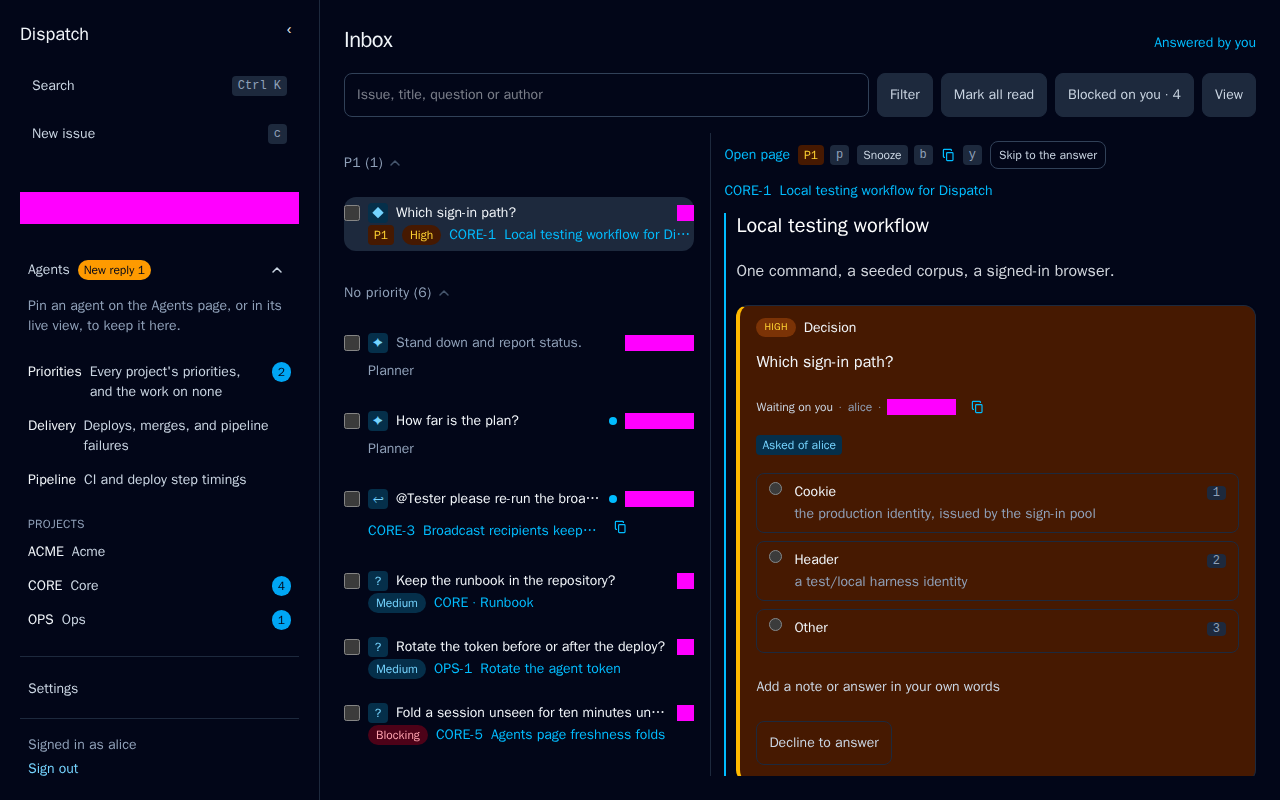 Dispatch
Search
Ctrl K
New issue
c
Agents
New reply 1
Pin an agent on the Agents page, or in its
live view, to keep it here.
Priorities Every project's priorities,
and the work on none
2
Delivery Deploys, merges, and pipeline
failures
Pipeline CI and deploy step timings
PROJECTS
ACME Acme
CORE Core
4
OPS Ops
1
Settings
Signed in as alice
Sign out
Inbox
Answered by you
Issue, title, question or author
Filter
Mark all read
Blocked on you · 4
View
P1 (1)
Which sign-in path?
P1 High CORE-1 Local testing workflow for Di···
No priority (6)
Stand down and report status.
Planner
How far is the plan?
Planner
@Tester please re-run the broa···
CORE-3 Broadcast recipients keep···
? Keep the runbook in the repository?
Medium CORE · Runbook
? Rotate the token before or after the deploy?
Medium OPS-1 Rotate the agent token
? Fold a session unseen for ten minutes un···
Blocking CORE-5 Agents page freshness folds
Open page P1 p Snooze b y Skip to the answer
CORE-1 Local testing workflow for Dispatch
Local testing workflow
One command, a seeded corpus, a signed-in browser.
HIGH Decision
Which sign-in path?
Waiting on you · alice ·
Asked of alice
Cookie
1
the production identity, issued by the sign-in pool
Header
2
a test/local harness identity
Other
3
Add a note or answer in your own words
Decline to answer